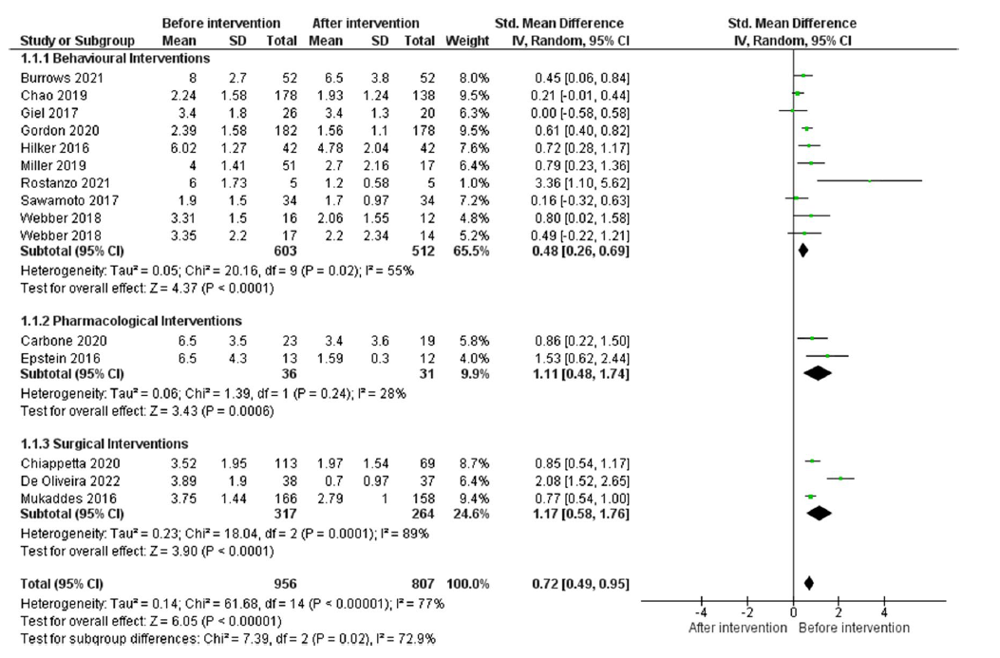 Before intervention After intervention Std. Mean Difference Std. Mean Difference
Study or Subgroup Mean SD Total Mean SD Total Weight IV, Random, 95% CI IV, Random, 95% CI
1.1.1 Behavioural Interventions
Burrows 2021 8 2.7 52 6.5 3.8 52 8.0% 0.45 [0.06, 0.84]
Chao 2019 2.24 1.58 178 1.93 1.24 138 9.5% 0.21 [-0.01, 0.44]
Giel 2017 3.4 1.8 26 3.4 1.3 20 6.3% 0.00 [-0.58, 0.58]
Gordon 2020 2.39 1.58 182 1.56 1.1 178 9.5% 0.61 [0.40, 0.82]
Hilker 2016 6.02 1.27 42 4.78 2.04 42 7.6% 0.72 [0.28, 1.17]
Miller 2019 4 1.41 51 2.7 2.16 17 6.4% 0.79 [0.23, 1.36]
Rostanzo 2021 6 1.73 5 1.2 0.58 5 1.0% 3.36 [1.10, 5.62]
Sawamoto 2017 1.9 1.5 34 1.7 0.97 34 7.2% 0.16 [-0.32, 0.63]
Webber 2018 3.31 1.5 16 2.06 1.55 12 4.8% 0.80 [0.02, 1.58]
Webber 2018 3.35 2.2 17 2.2 2.34 14 5.2% 0.49 [-0.22, 1.21]
Subtotal (95% CI) 603 512 65.5% 0.48 [0.26, 0.69]
Heterogeneity: Tau² = 0.05; Chi² = 20.16, df = 9 (P = 0.02); I² = 55%
Test for overall effect: Z = 4.37 (P < 0.0001)
1.1.2 Pharmacological Interventions
Carbone 2020 6.5 3.5 23 3.4 3.6 19 5.8% 0.86 [0.22, 1.50]
Epstein 2016 6.5 4.3 13 1.59 0.3 12 4.0% 1.53 [0.62, 2.44]
Subtotal (95% CI) 36 31 9.9% 1.11 [0.48, 1.74]
Heterogeneity: Tau² = 0.06; Chi² = 1.39, df = 1 (P = 0.24); I² = 28%
Test for overall effect: Z = 3.43 (P = 0.0006)
1.1.3 Surgical Interventions
Chiappetta 2020 3.52 1.95 113 1.97 1.54 69 8.7% 0.85 [0.54, 1.17]
De Oliveira 2022 3.89 1.9 38 0.7 0.97 37 6.4% 2.08 [1.52, 2.65]
Mukaddes 2016 3.75 1.44 166 2.79 1 158 9.4% 0.77 [0.54, 1.00]
Subtotal (95% CI) 317 264 24.6% 1.17 [0.58, 1.76]
Heterogeneity: Tau² = 0.23; Chi² = 18.04, df = 2 (P = 0.0001); I² = 89%
Test for overall effect: Z = 3.90 (P < 0.0001)
Total (95% CI) 956 807 100.0% 0.72 [0.49, 0.95]
Heterogeneity: Tau² = 0.14; Chi² = 61.68, df = 14 (P < 0.00001); I² = 77%
Test for overall effect: Z = 6.05 (P < 0.00001)
Test for subgroup differences: Chi² = 7.39, df = 2 (P = 0.02), I² = 72.9%
-4 -2 0 2 4
After intervention Before intervention